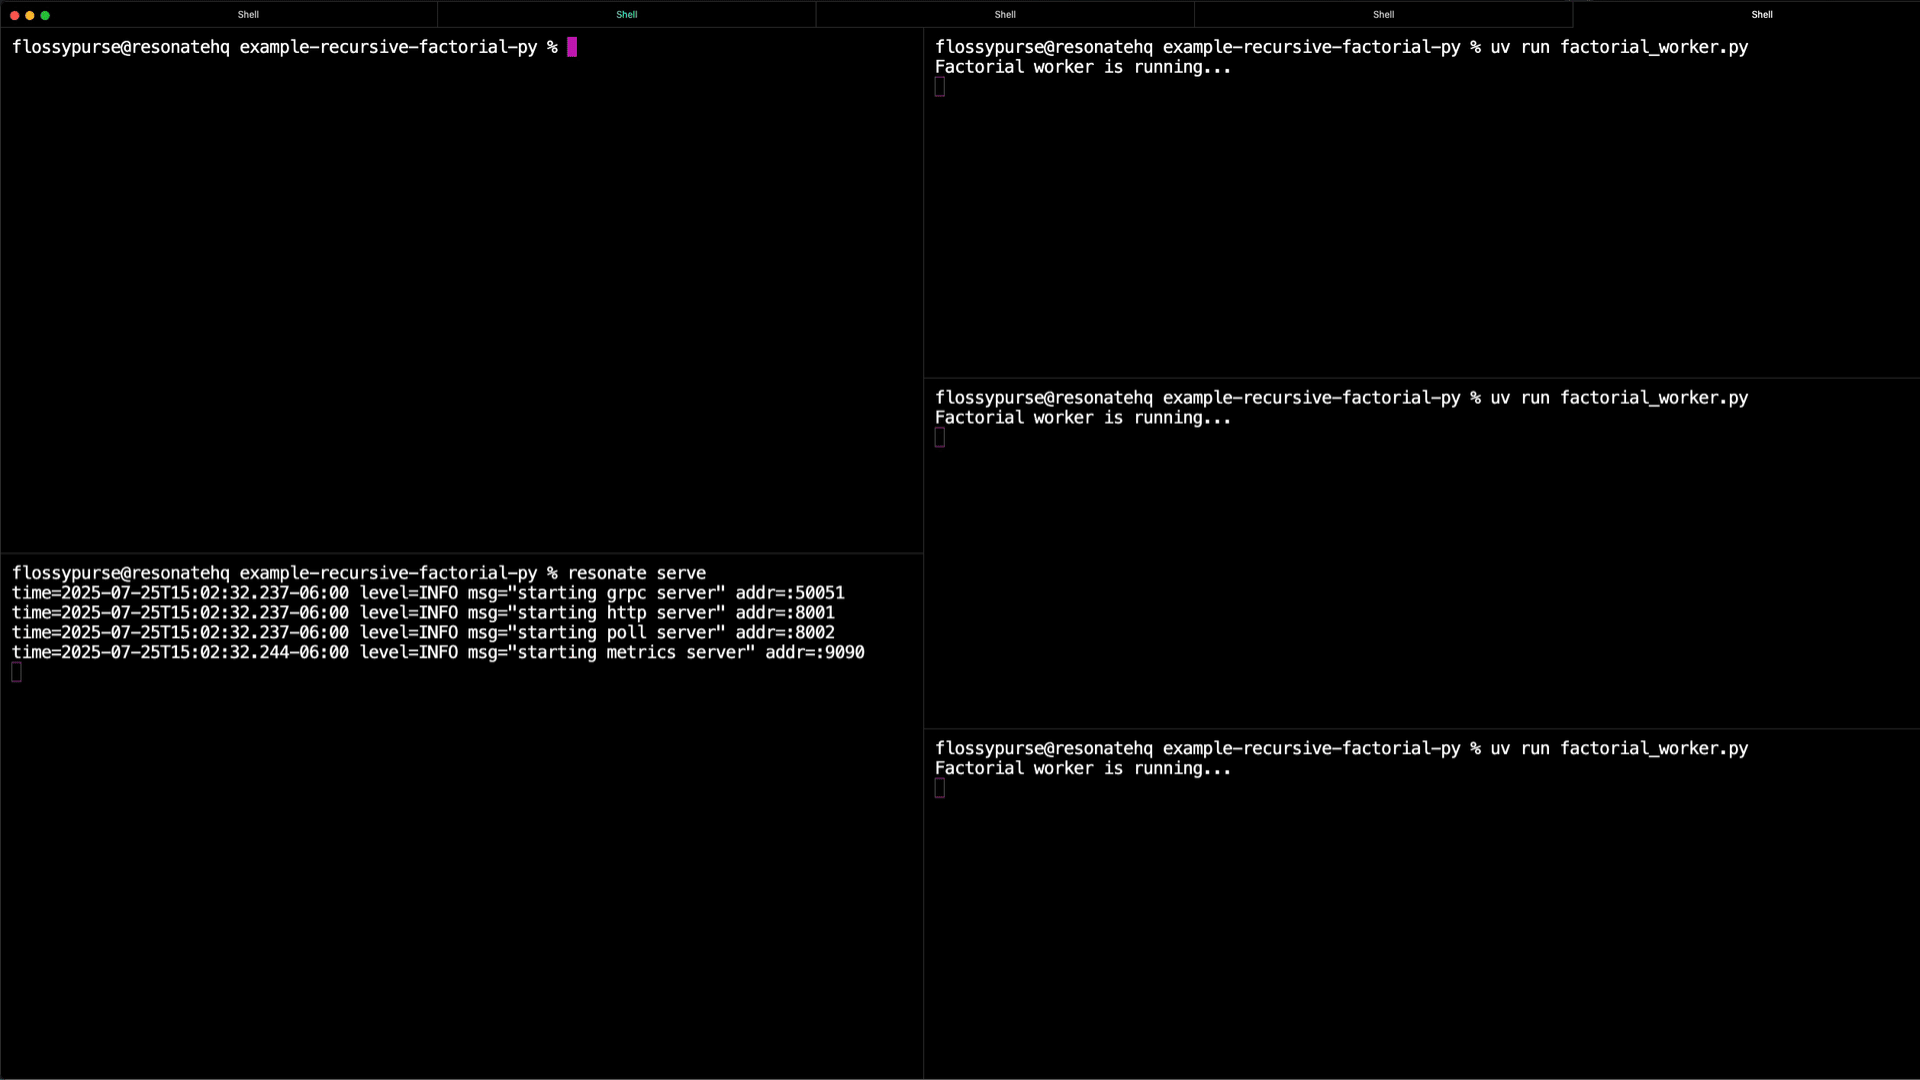 Shell
Shell
Shell
Shell
Shell
flossypurse@resonatehq example-recursive-factorial-py %
flossypurse@resonatehq example-recursive-factorial-py % resonate serve
time=2025-07-25T15:02:32.237-06:00 level=INFO msg="starting grpc server" addr=:50051
time=2025-07-25T15:02:32.237-06:00 level=INFO msg="starting http server" addr=:8001
time=2025-07-25T15:02:32.237-06:00 level=INFO msg="starting poll server" addr=:8002
time=2025-07-25T15:02:32.244-06:00 level=INFO msg="starting metrics server" addr=:9090
flossypurse@resonatehq example-recursive-factorial-py % uv run factorial_worker.py
Factorial worker is running...
flossypurse@resonatehq example-recursive-factorial-py % uv run factorial_worker.py
Factorial worker is running...
flossypurse@resonatehq example-recursive-factorial-py % uv run factorial_worker.py
Factorial worker is running...